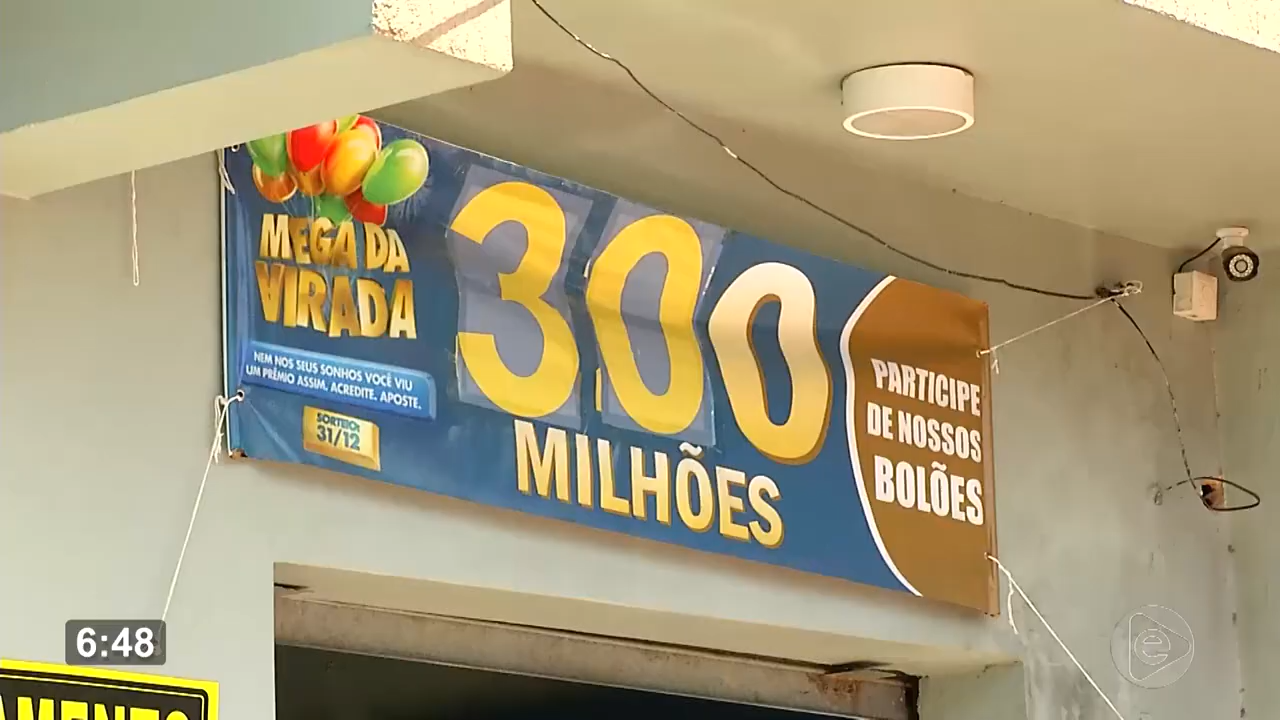 MEGA DA
VIRADA
NEM NOS SEUS SONHOS VOCÊ VIU
UM PRÊMIO ASSIM. ACREDITE. APOSTE.
SORTEIO:
31/12
300
MILHÕES
PARTICIPE
DE NOSSOS
BOLÕES
6:48
e